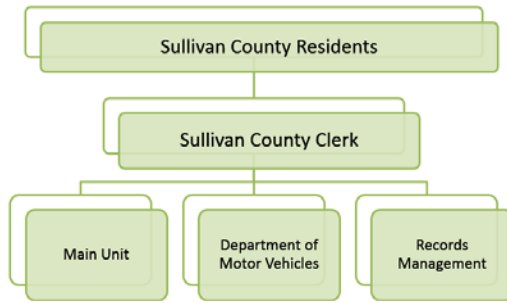 Sullivan County Residents
Sullivan County Clerk
Main Unit
Department of
Motor Vehicles
Records
Management